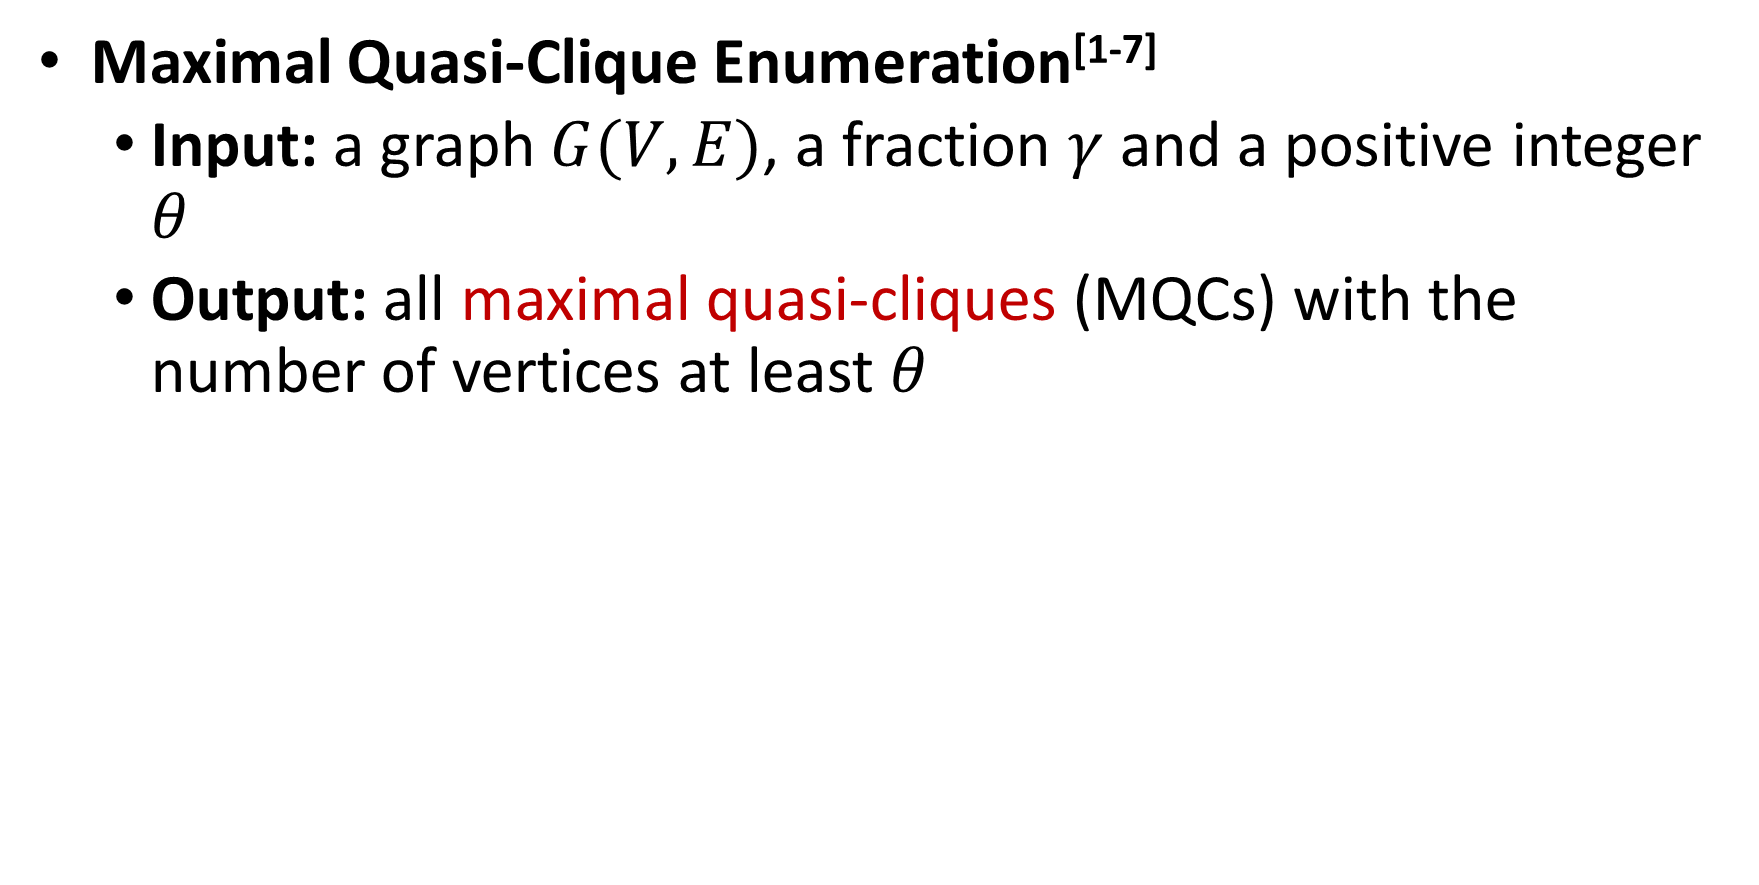 • Maximal Quasi-Clique Enumeration[1-7]
• Input: a graph 𝐺(𝑉, 𝐸), a fraction 𝛾 and a positive integer
𝜃
• Output: all maximal quasi-cliques (MQCs) with the
number of vertices at least 𝜃